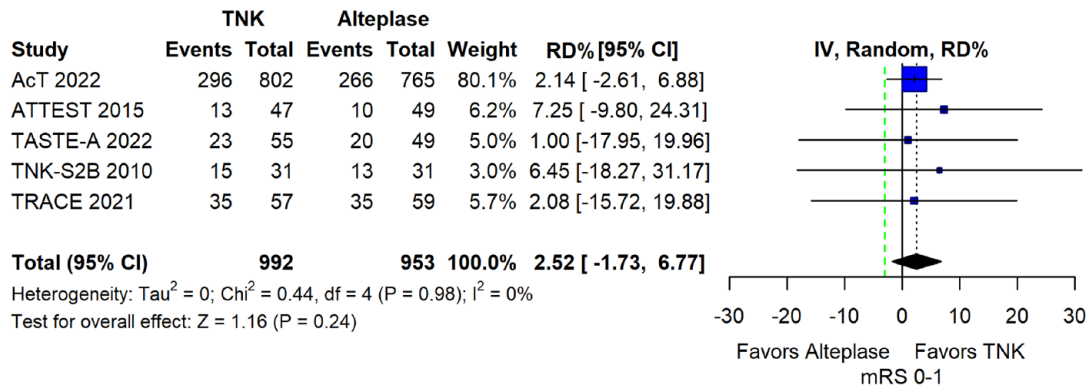 TNK Alteplase
Study Events Total Events Total Weight RD% [95% CI] IV, Random, RD%
AcT 2022 296 802 266 765 80.1% 2.14 [ -2.61, 6.88]
ATTEST 2015 13 47 10 49 6.2% 7.25 [ -9.80, 24.31]
TASTE-A 2022 23 55 20 49 5.0% 1.00 [-17.95, 19.96]
TNK-S2B 2010 15 31 13 31 3.0% 6.45 [-18.27, 31.17]
TRACE 2021 35 57 35 59 5.7% 2.08 [-15.72, 19.88]
Total (95% CI) 992 953 100.0% 2.52 [ -1.73, 6.77]
Heterogeneity: Tau² = 0; Chi² = 0.44, df = 4 (P = 0.98); I² = 0%
Test for overall effect: Z = 1.16 (P = 0.24)
-30 -20 -10 0 10 20 30
Favors Alteplase Favors TNK
mRS 0-1